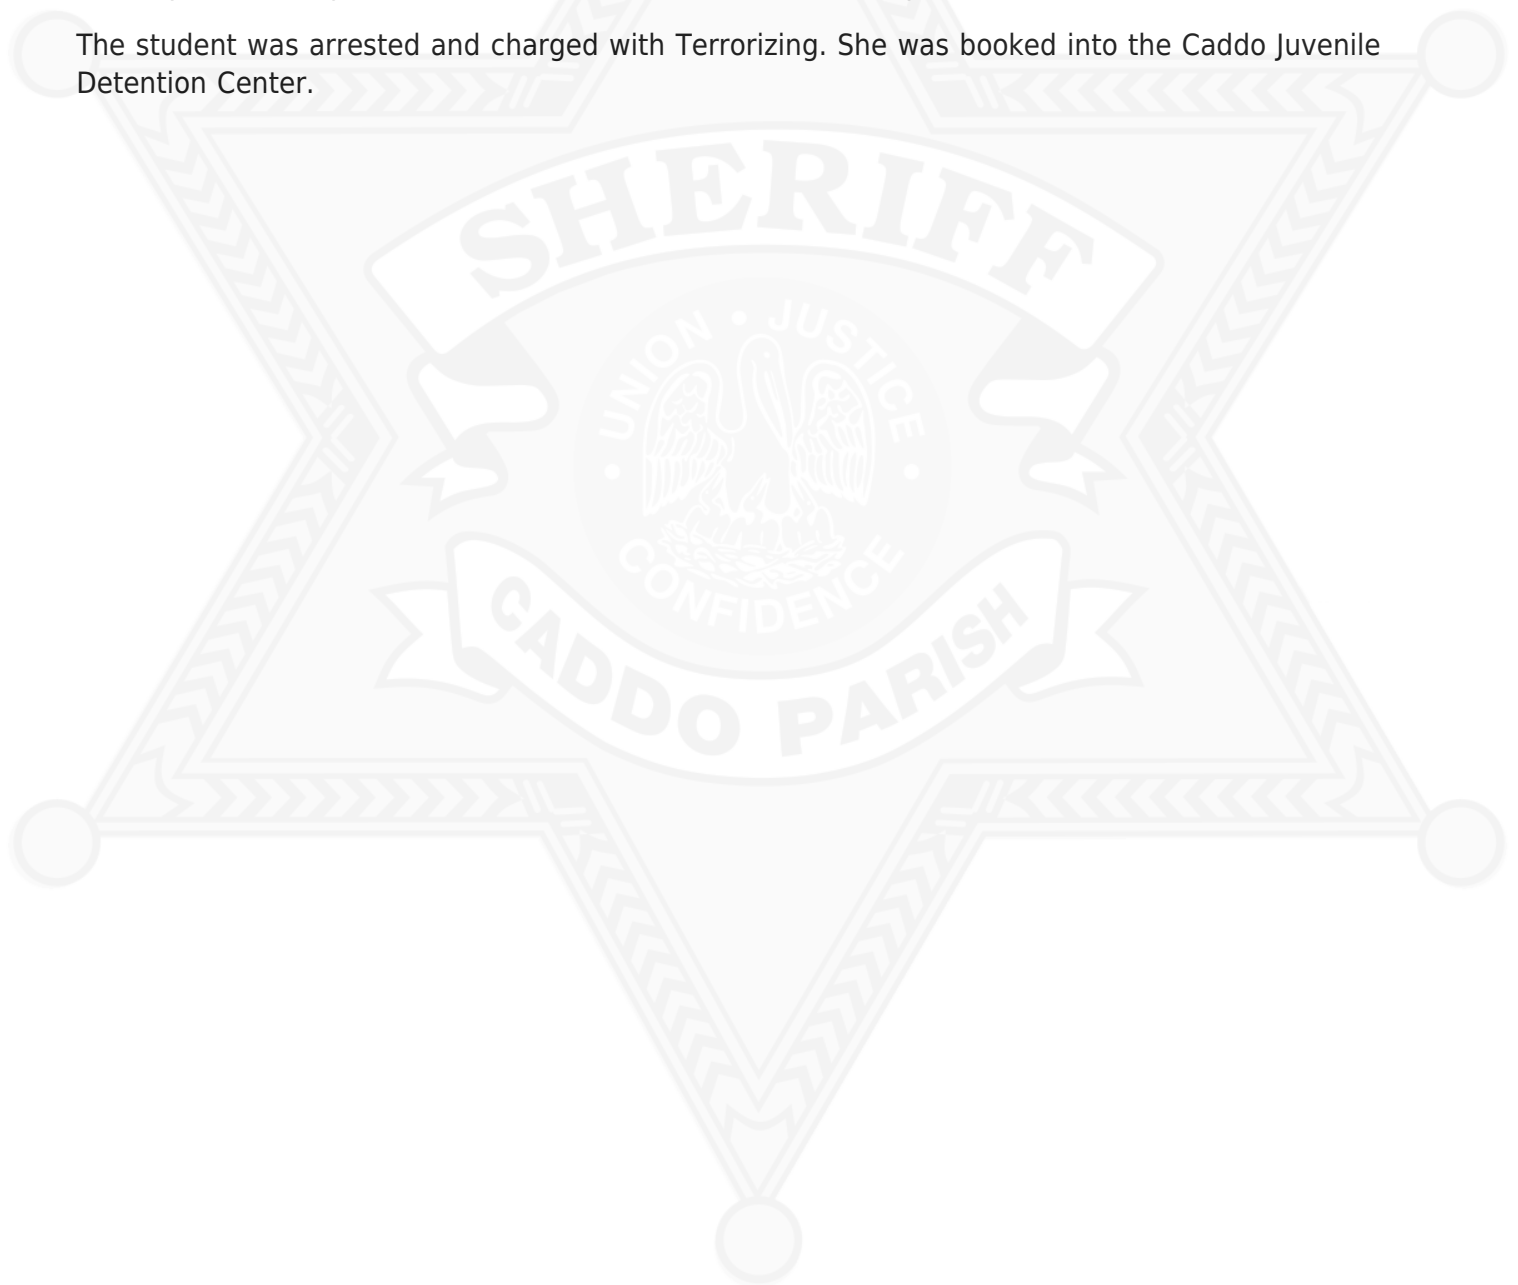 The student was arrested and charged with Terrorizing. She was booked into the Caddo Juvenile
Detention Center.
SHERIFF
UNION • JUSTICE
• CONFIDENCE •
CADDO PARISH